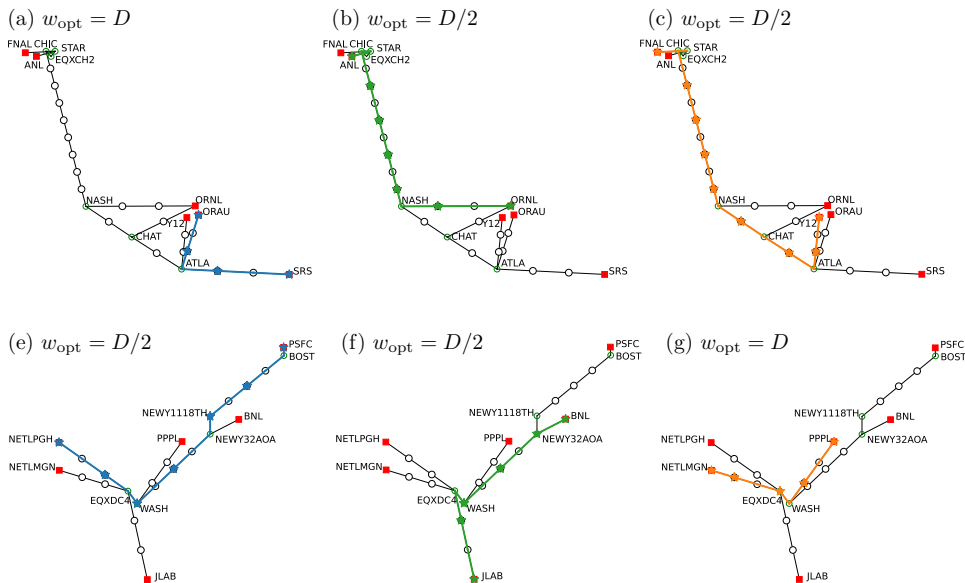 (a) w_opt = D
FNAL CHIC STAR
ANL EQXCH2
NASH ORNL
Y12 ORAU
CHAT
ATLA
SRS
(b) w_opt = D/2
FNAL CHIC STAR
ANL EQXCH2
NASH ORNL
Y12 ORAU
CHAT
ATLA
SRS
(c) w_opt = D/2
FNAL CHIC STAR
ANL EQXCH2
NASH ORNL
Y12 ORAU
CHAT
ATLA
SRS
(e) w_opt = D/2
PSFC
BOST
NEWY1118TH
BNL
NETLPGH PPPL NEWY32AOA
NETLMGN
EQXDC4
WASH
JLAB
(f) w_opt = D/2
PSFC
BOST
NEWY1118TH
BNL
NETLPGH PPPL NEWY32AOA
NETLMGN
EQXDC4
WASH
JLAB
(g) w_opt = D
PSFC
BOST
NEWY1118TH
BNL
NETLPGH PPPL NEWY32AOA
NETLMGN
EQXDC4
WASH
JLAB